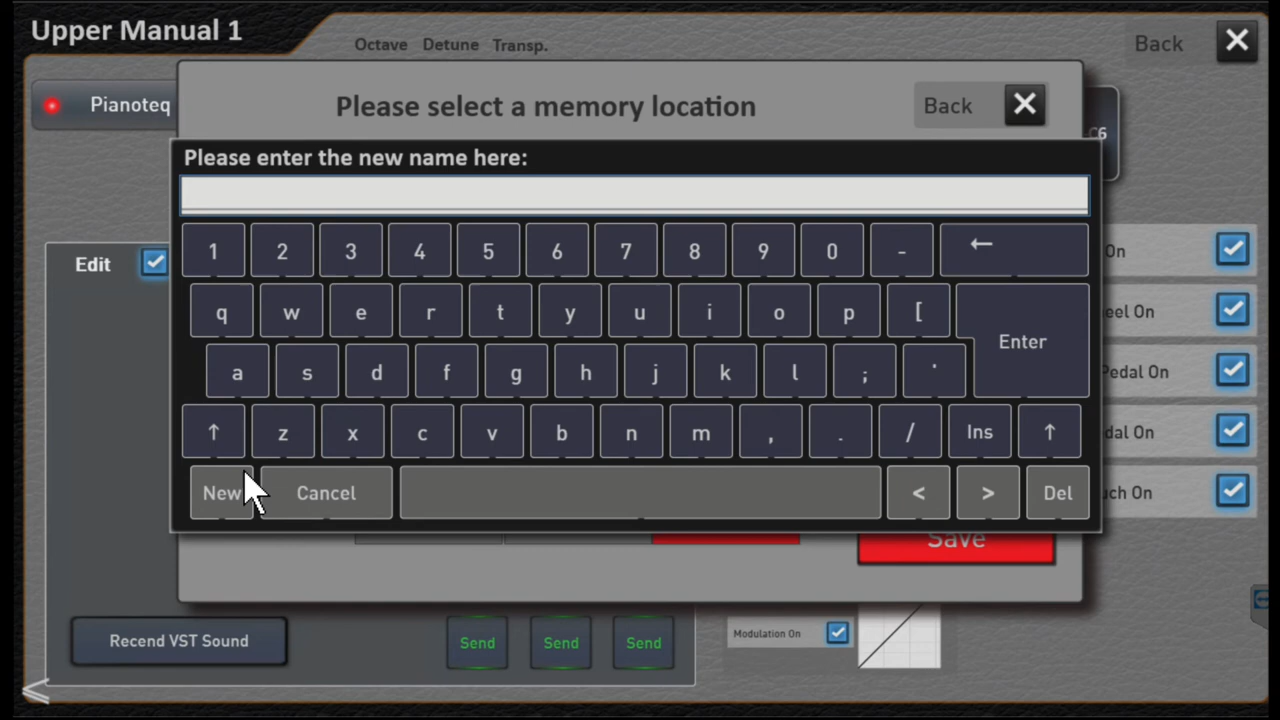 Upper Manual 1
Octave Detune Transp.
Back
Pianoteq
Please select a memory location
Back
C6
Please enter the new name here:
1 2 3 4 5 6 7 8 9 0 - ←
q w e r t y u i o p [
Enter
a s d f g h j k l ; '
↑ z x c v b n m , . / Ins ↑
New Cancel < > Del
Edit
On
eel On
Pedal On
dal On
uch On
Save
Recend VST Sound
Send Send Send
Modulation On